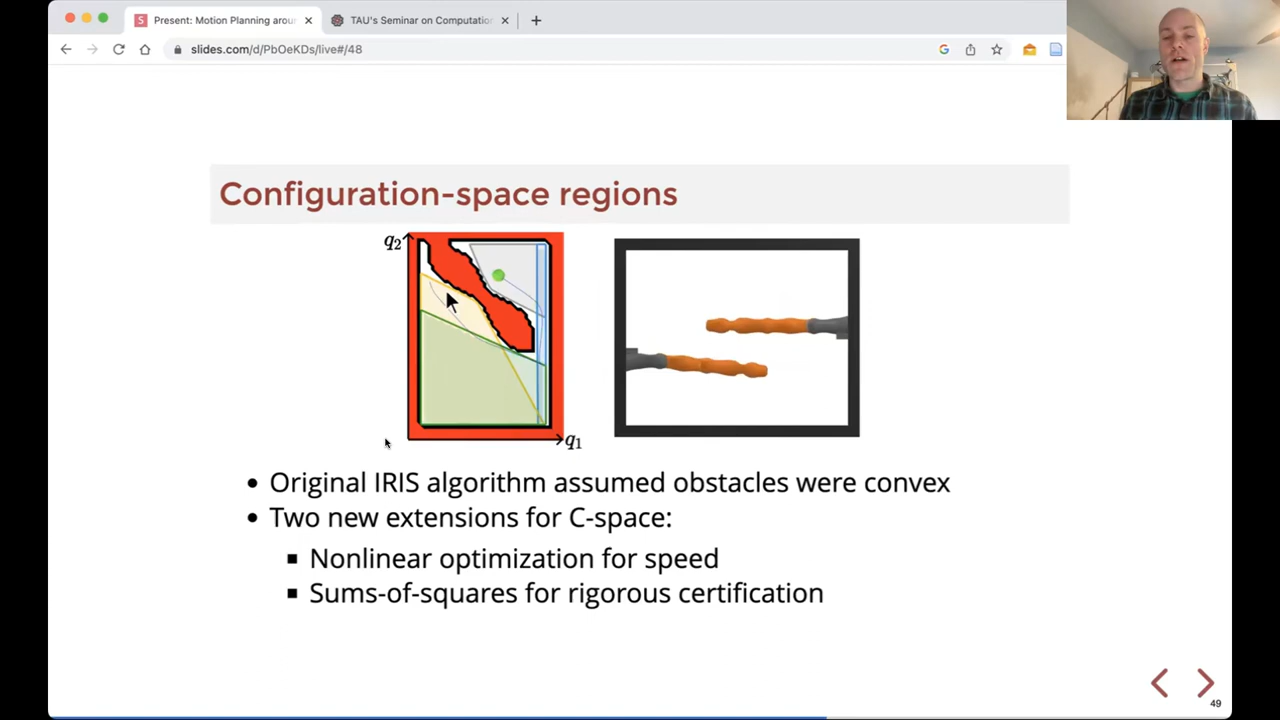 Present: Motion Planning arou
TAU's Seminar on Computation
slides.com/d/PbOeKDs/live#/48
Configuration-space regions
q2
q1
• Original IRIS algorithm assumed obstacles were convex
• Two new extensions for C-space:
▪ Nonlinear optimization for speed
▪ Sums-of-squares for rigorous certification
49